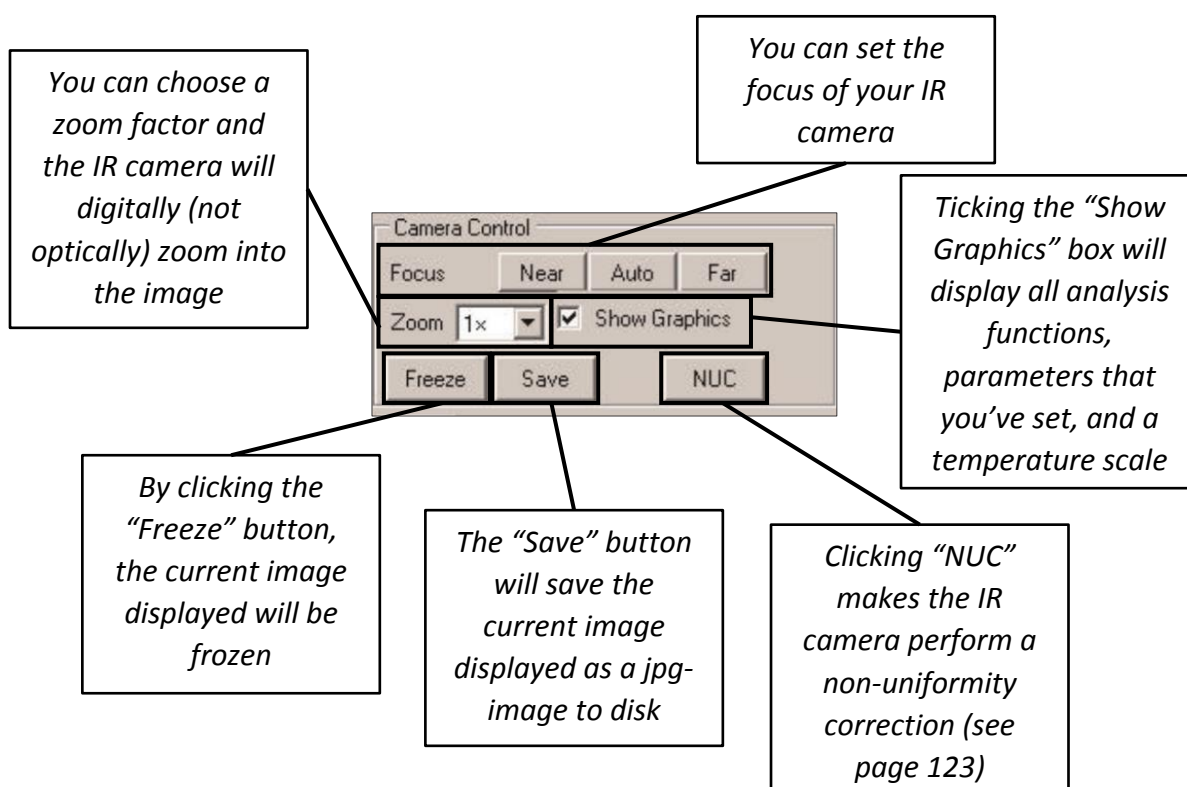 You can choose a
zoom factor and
the IR camera will
digitally (not
optically) zoom into
the image
You can set the
focus of your IR
camera
Ticking the “Show
Graphics” box will
display all analysis
functions,
parameters that
you’ve set, and a
temperature scale
Camera Control
Focus Near Auto Far
Zoom 1x Show Graphics
Freeze Save NUC
By clicking the
“Freeze” button,
the current image
displayed will be
frozen
The “Save” button
will save the
current image
displayed as a jpg-
image to disk
Clicking “NUC”
makes the IR
camera perform a
non-uniformity
correction (see
page 123)